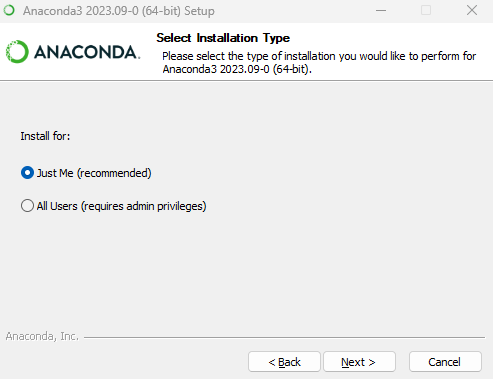 Anaconda3 2023.09-0 (64-bit) Setup
ANACONDA.
Select Installation Type
Please select the type of installation you would like to perform for
Anaconda3 2023.09-0 (64-bit).
Install for:
Just Me (recommended)
All Users (requires admin privileges)
Anaconda, Inc.
< Back
Next >
Cancel